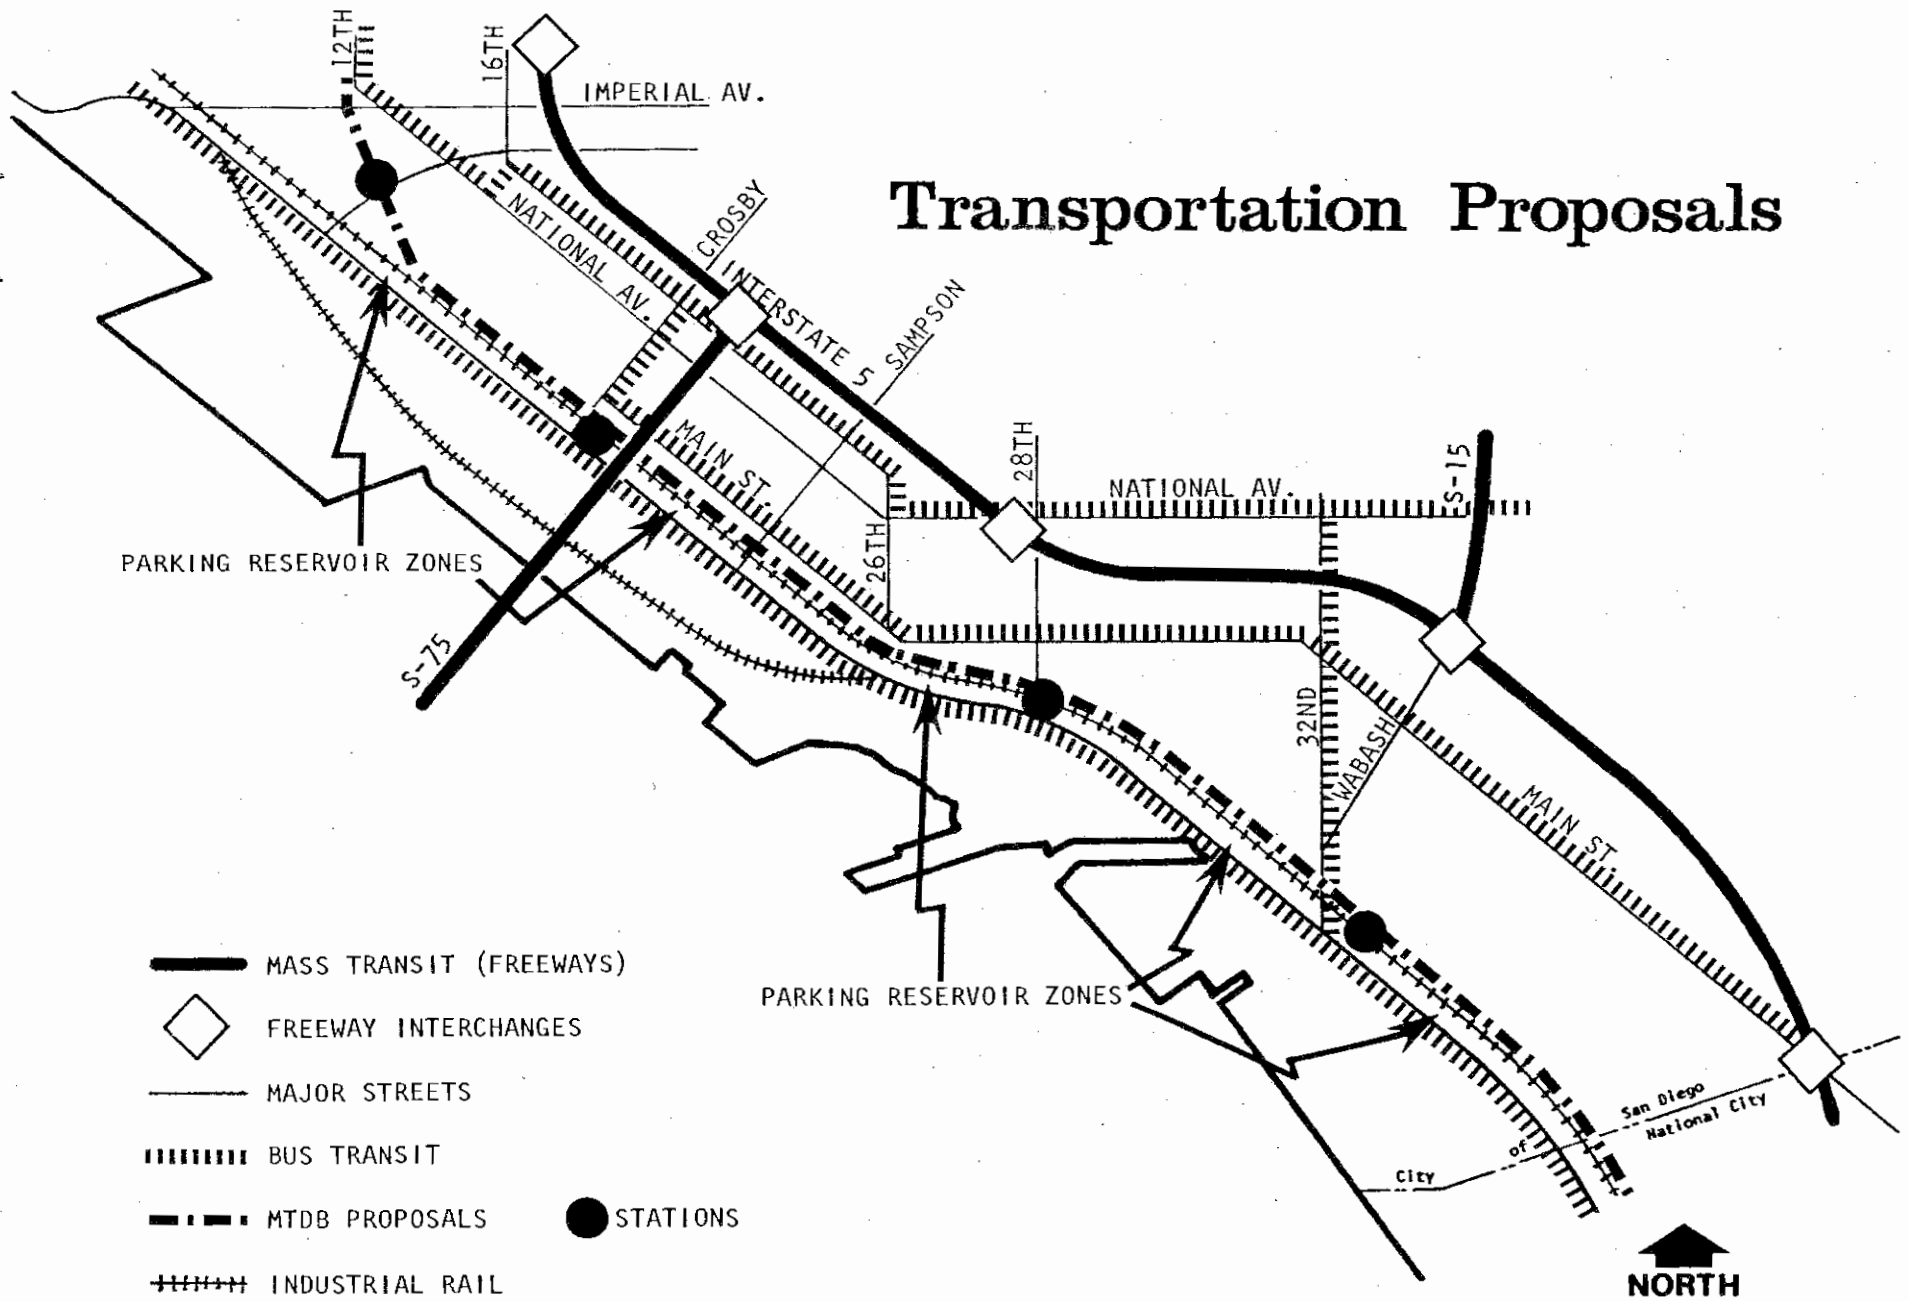 12TH
16TH
IMPERIAL AV.
Transportation Proposals
CROSBY
NATIONAL AV.
INTERSTATE 5
SAMPSON
MAIN ST.
28TH
NATIONAL AV.
S-15
26TH
PARKING RESERVOIR ZONES
S-75
32ND
WABASH
MAIN ST.
PARKING RESERVOIR ZONES
MASS TRANSIT (FREEWAYS)
FREEWAY INTERCHANGES
MAJOR STREETS
BUS TRANSIT
MTDB PROPOSALS
STATIONS
INDUSTRIAL RAIL
San Diego
National City
City of
NORTH